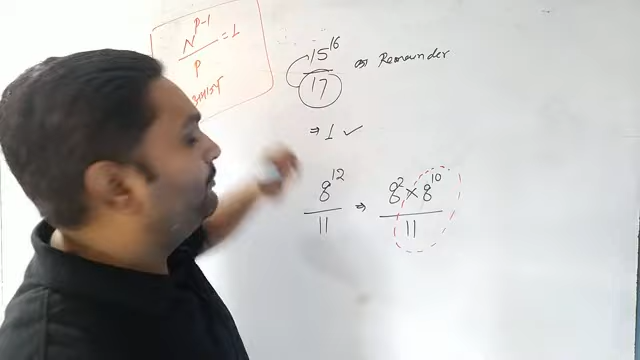 N^(P-1)/P = 1
15^16/17 ⇒ Remainder
⇒ 1 ✓
8^12/11 ⇒ 8^2 × 8^10/11